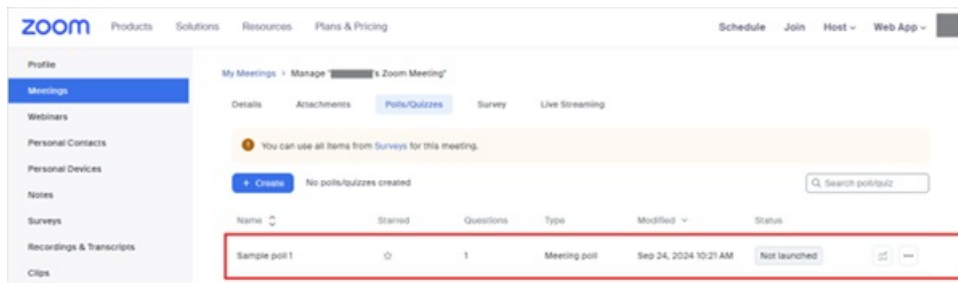 zoom Products Solutions Resources Plans & Pricing Schedule Join Host Web App
Profile
Meetings
Webinars
Personal Contacts
Personal Devices
Notes
Surveys
Recordings & Transcripts
Clips
My Meetings > Manage " 's Zoom Meeting"
Details Attachments Polls/Quizzes Survey Live Streaming
You can use all items from Surveys for this meeting.
+ Create No polls/quizzes created Search poll/quiz
Name Starred Questions Type Modified Status
Sample poll 1 1 Meeting poll Sep 24, 2024 10:21 AM Not launched